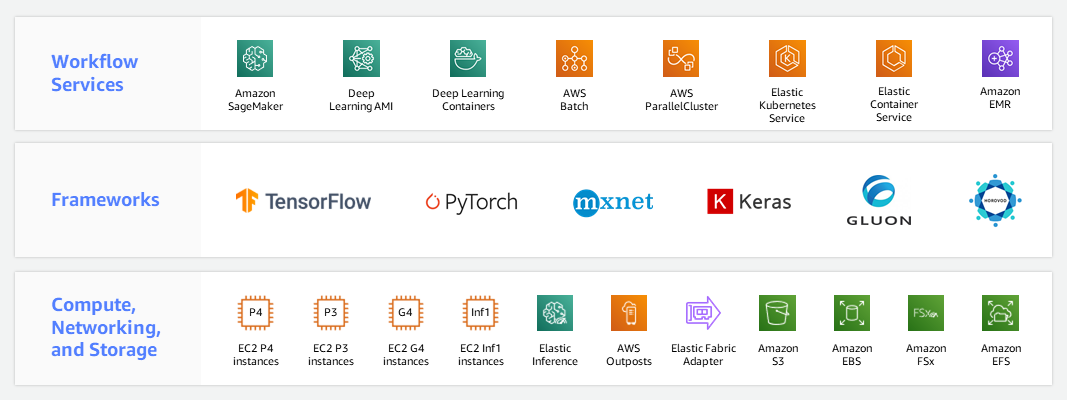 Workflow
Services
Amazon
SageMaker
Deep
Learning AMI
Deep Learning
Containers
AWS
Batch
AWS
ParallelCluster
Elastic
Kubernetes
Service
Elastic
Container
Service
Amazon
EMR
Frameworks
TensorFlow
PyTorch
mxnet
K Keras
GLUON
HOROVOD
Compute,
Networking,
and Storage
P4
EC2 P4
instances
P3
EC2 P3
instances
G4
EC2 G4
instances
Inf1
EC2 Inf1
instances
Elastic
Inference
AWS
Outposts
Elastic Fabric
Adapter
Amazon
S3
Amazon
EBS
FSx
Amazon
FSx
Amazon
EFS